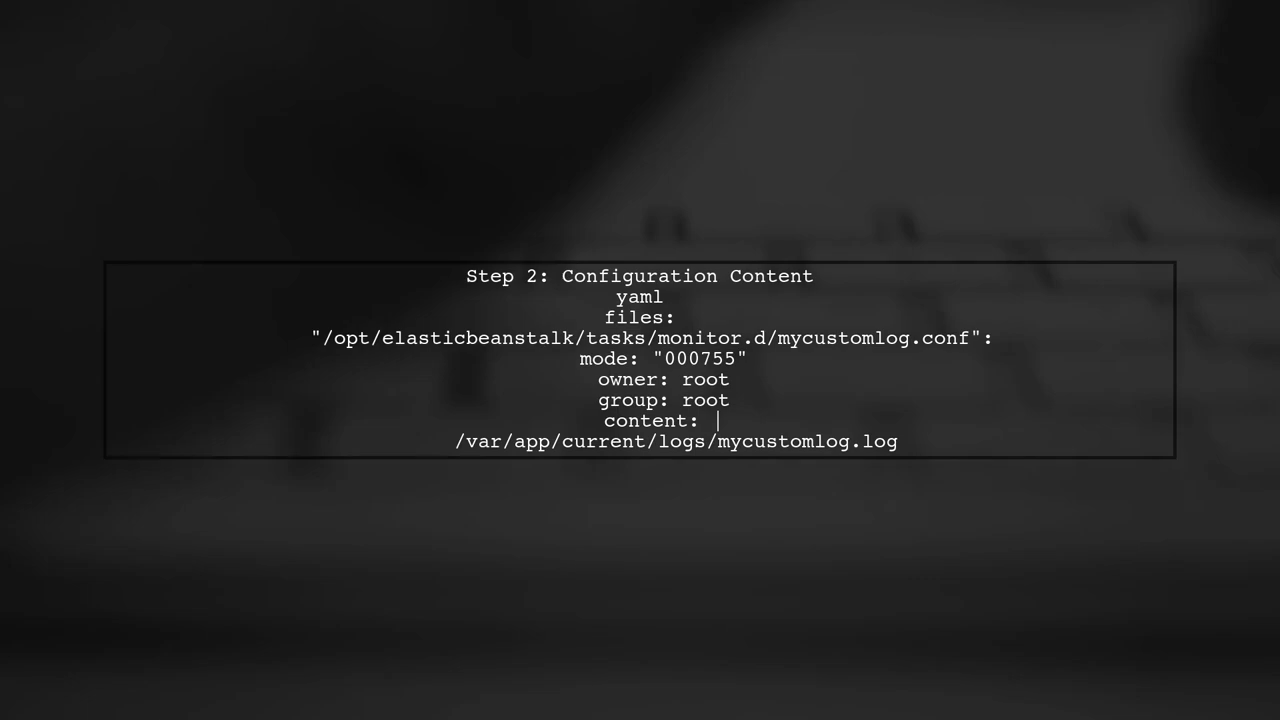 Step 2: Configuration Content
yaml
files:
"/opt/elasticbeanstalk/tasks/monitor.d/mycustomlog.conf":
mode: "000755"
owner: root
group: root
content: |
/var/app/current/logs/mycustomlog.log